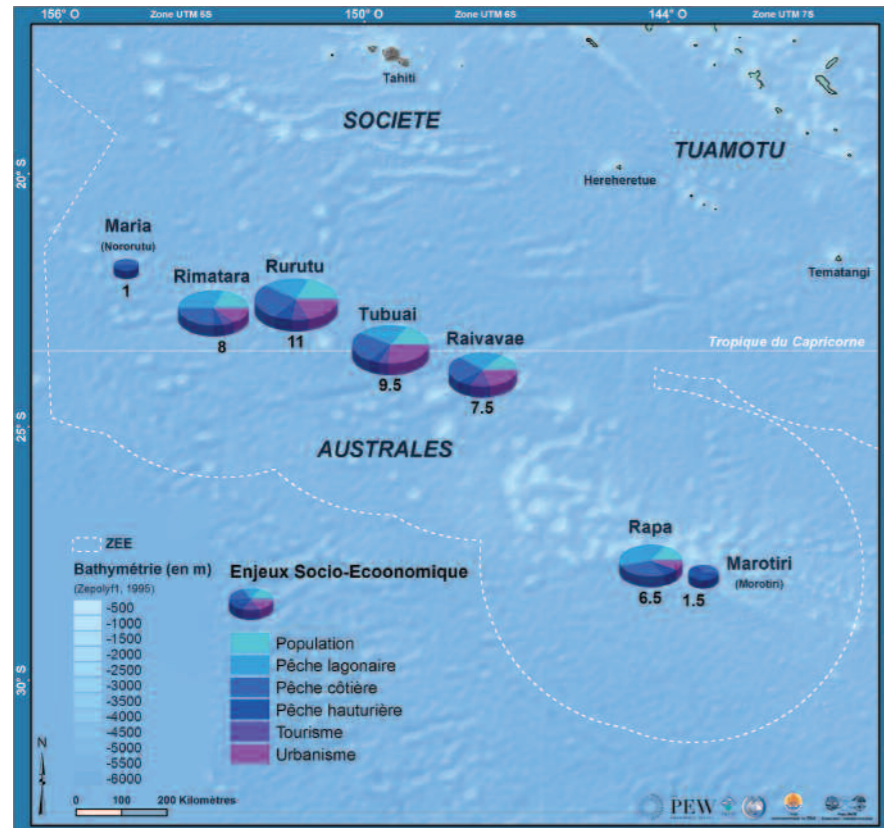 156° O
Zone UTM 6S
150° O
Zone UTM 6S
144° O
Zone UTM 7S
Tahiti
SOCIETE
TUAMOTU
20° S
Hereheretue
Maria
(Nororutu)
1
Rimatara
8
Rurutu
11
Tematangi
Tubuai
9.5
Raivavae
7.5
Tropique du Capricorne
25° S
AUSTRALES
Rapa
6.5
Marotiri
(Morotiri)
1.5
ZEE
Bathymétrie (en m)
(Zepolyf1, 1995)
-500
-1000
-1500
-2000
-2500
-3000
-3500
-4000
-4500
-5000
-5500
-6000
Enjeux Socio-Ecoonomique
Population
Pêche lagonaire
Pêche côtière
Pêche hauturière
Tourisme
Urbanisme
30° S
N
0 100 200 Kilomètres
PEW